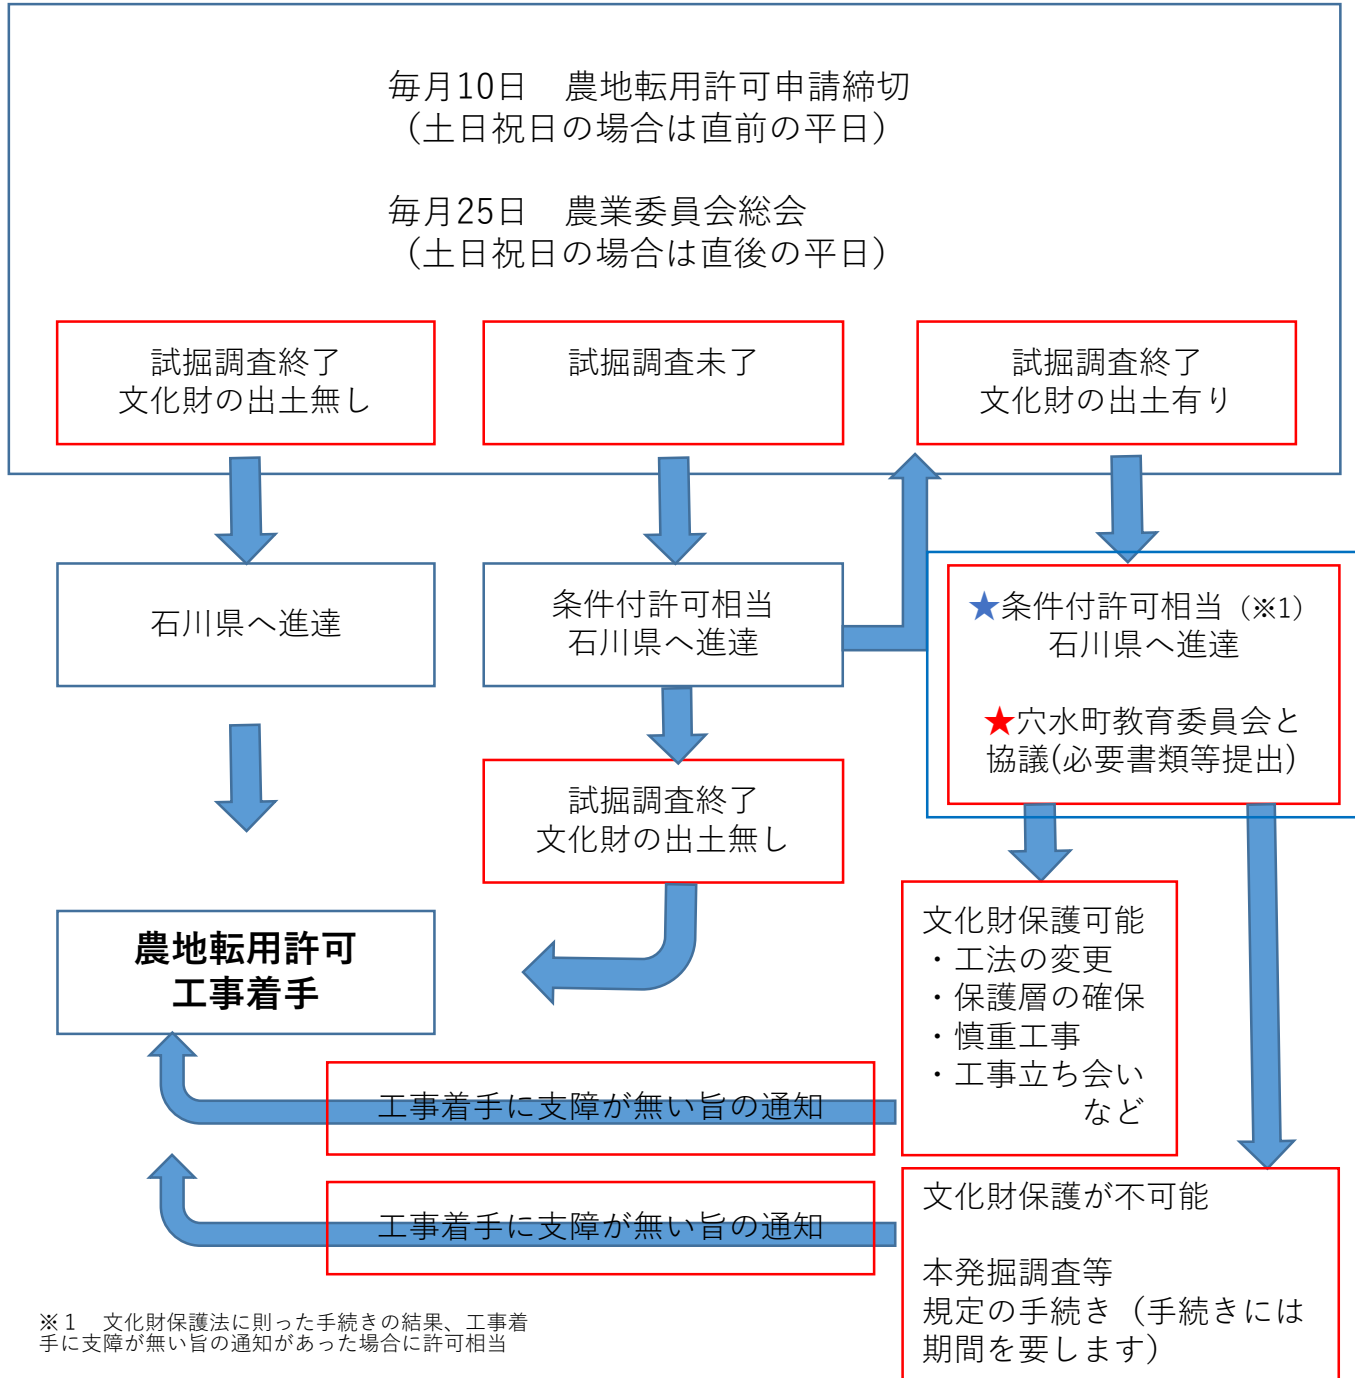 毎月10日　農地転用許可申請締切
（土日祝日の場合は直前の平日）
毎月25日　農業委員会総会
（土日祝日の場合は直後の平日）
試掘調査終了
文化財の出土無し
試掘調査未了
試掘調査終了
文化財の出土有り
石川県へ進達
条件付許可相当
石川県へ進達
★条件付許可相当（※1）
石川県へ進達
★穴水町教育委員会と
協議(必要書類等提出)
試掘調査終了
文化財の出土無し
農地転用許可
工事着手
文化財保護可能
・工法の変更
・保護層の確保
・慎重工事
・工事立ち会い
など
工事着手に支障が無い旨の通知
工事着手に支障が無い旨の通知
文化財保護が不可能
本発掘調査等
規定の手続き（手続きには
期間を要します）
※１　文化財保護法に則った手続きの結果、工事着
手に支障が無い旨の通知があった場合に許可相当